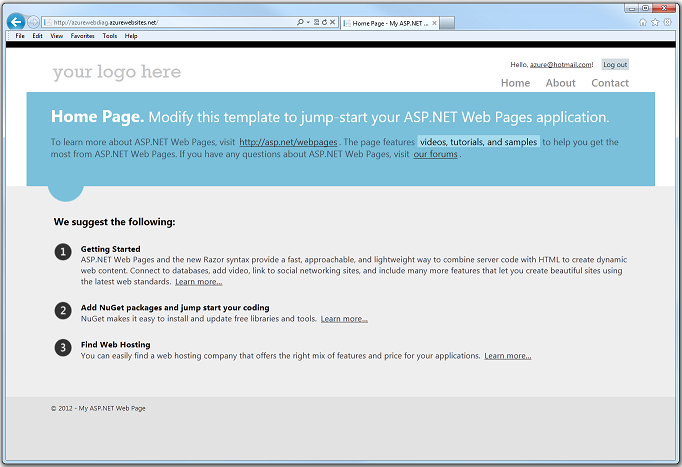 http://azurewebdiag.azurewebsites.net/
Home Page - My ASP.NET ...
File Edit View Favorites Tools Help
your logo here
Hello, azure@hotmail.com! Log out
Home About Contact
Home Page. Modify this template to jump-start your ASP.NET Web Pages application.
To learn more about ASP.NET Web Pages, visit http://asp.net/webpages . The page features videos, tutorials, and samples to help you get the
most from ASP.NET Web Pages. If you have any questions about ASP.NET Web Pages, visit our forums .
We suggest the following:
1 Getting Started
ASP.NET Web Pages and the new Razor syntax provide a fast, approachable, and lightweight way to combine server code with HTML to create dynamic
web content. Connect to databases, add video, link to social networking sites, and include many more features that let you create beautiful sites using
the latest web standards. Learn more...
2 Add NuGet packages and jump start your coding
NuGet makes it easy to install and update free libraries and tools. Learn more...
3 Find Web Hosting
You can easily find a web hosting company that offers the right mix of features and price for your applications. Learn more...
© 2012 - My ASP.NET Web Page